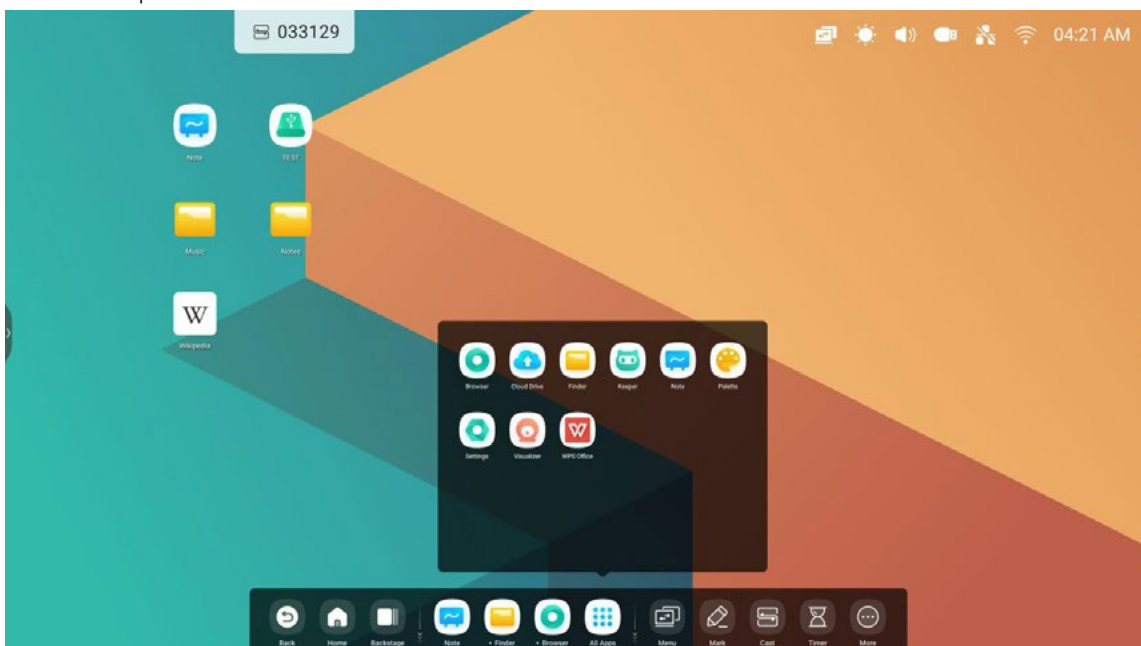 033129
04:21 AM
Note
TEST
Music
Notes
W
Wikipedia
Browser
Cloud Drive
Finder
Keeper
Note
Palette
Settings
Visualizer
WPS Office
Back
Home
Backstage
Note
• Finder
• Browser
All Apps
Menu
Mark
Cast
Timer
More